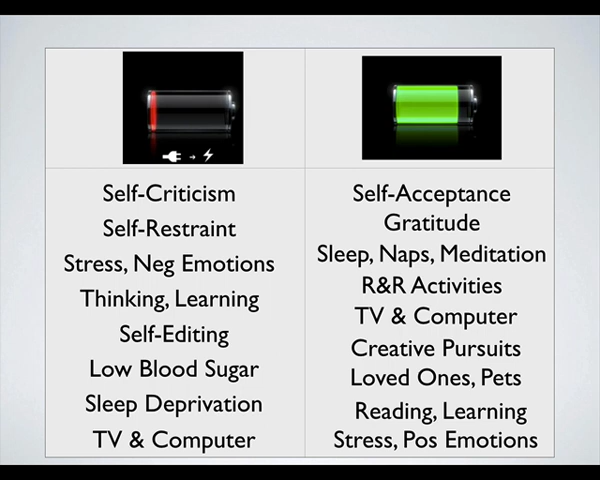 Self-Criticism
Self-Restraint
Stress, Neg Emotions
Thinking, Learning
Self-Editing
Low Blood Sugar
Sleep Deprivation
TV & Computer
Self-Acceptance
Gratitude
Sleep, Naps, Meditation
R&R Activities
TV & Computer
Creative Pursuits
Loved Ones, Pets
Reading, Learning
Stress, Pos Emotions